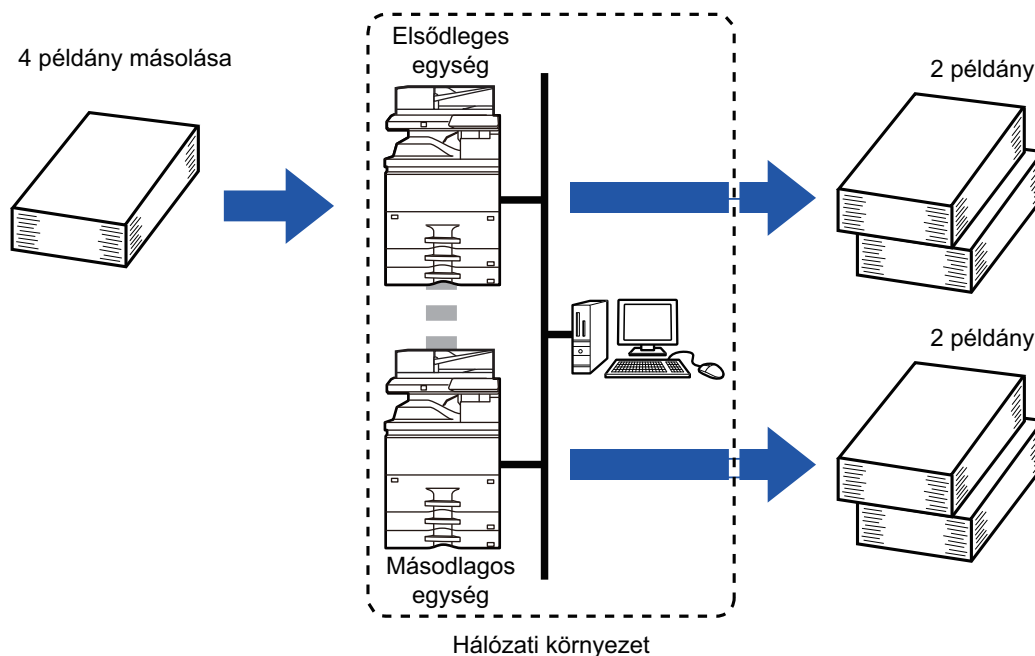 4 példány másolása
Elsődleges
egység
2 példány
2 példány
Másodlagos
egység
Hálózati környezet